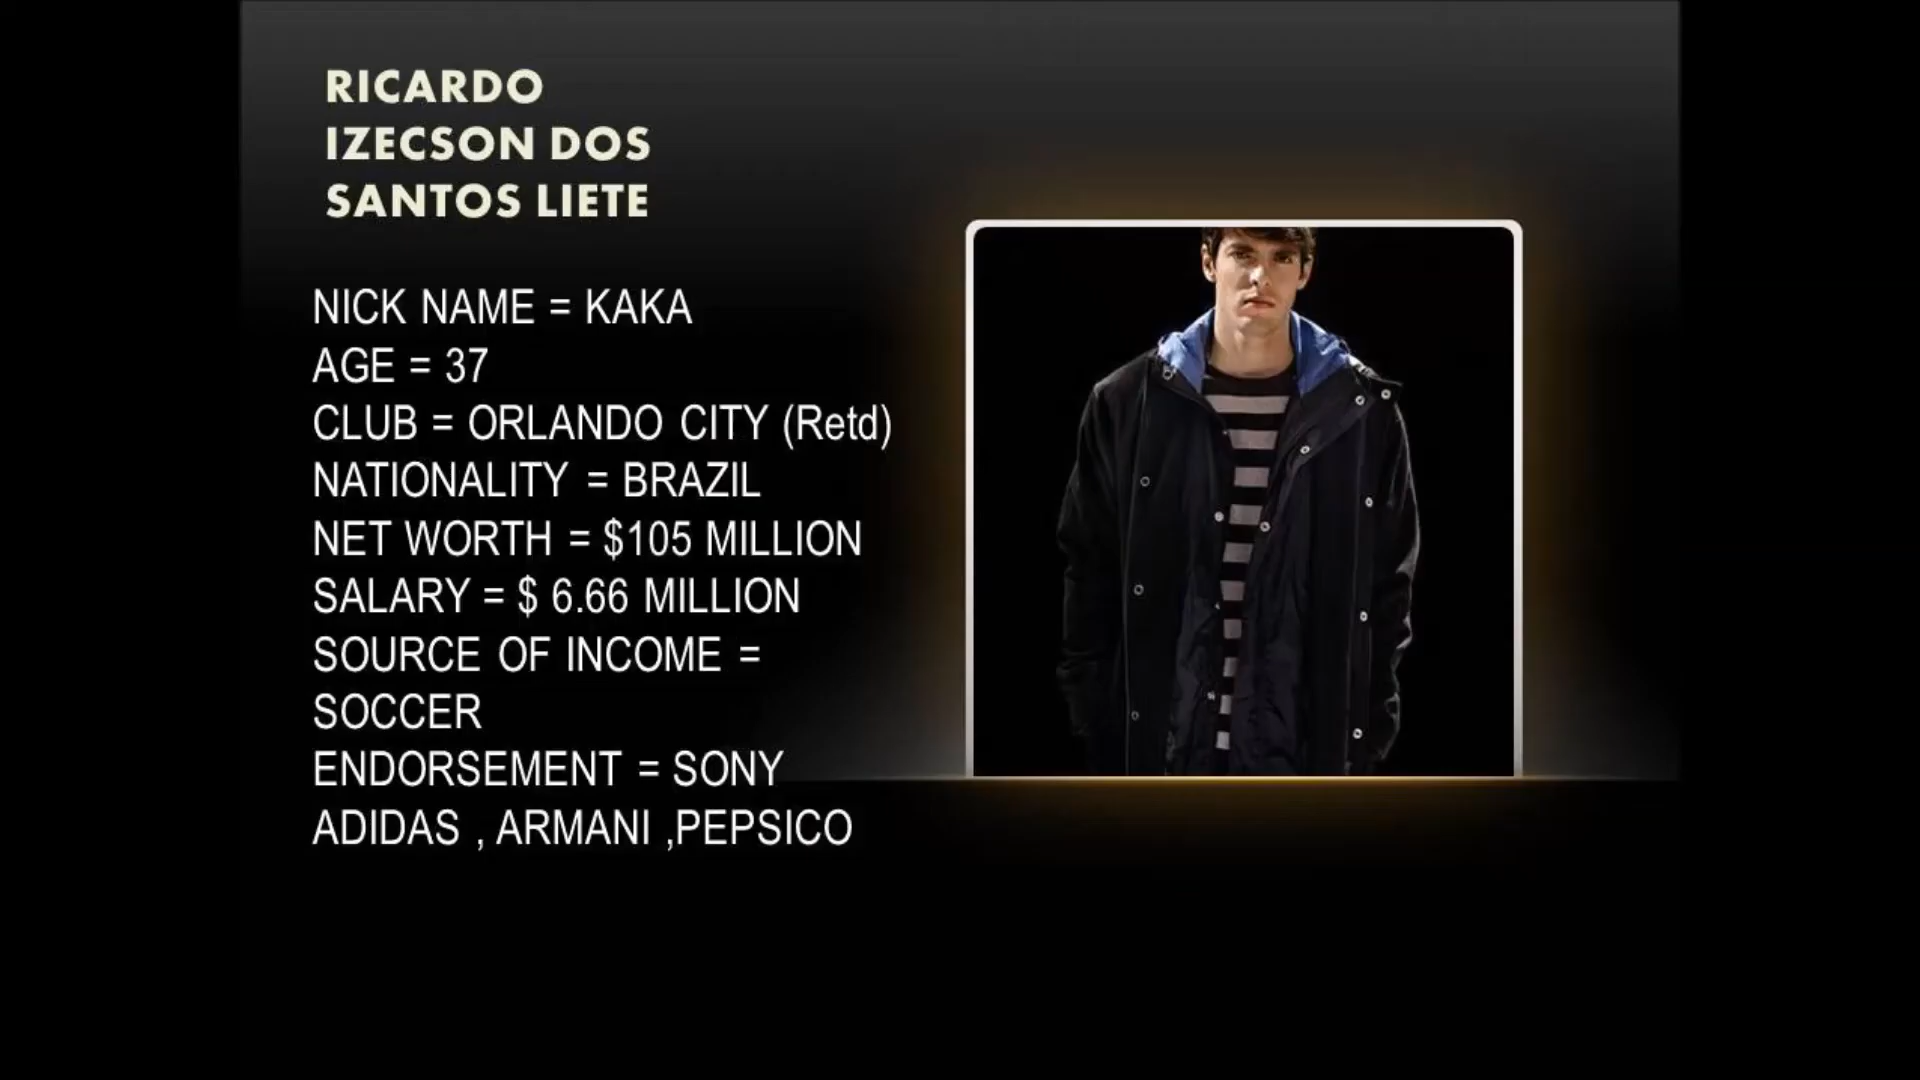 RICARDO
IZECSON DOS
SANTOS LIETE
NICK NAME = KAKA
AGE = 37
CLUB = ORLANDO CITY (Retd)
NATIONALITY = BRAZIL
NET WORTH = $105 MILLION
SALARY = $ 6.66 MILLION
SOURCE OF INCOME =
SOCCER
ENDORSEMENT = SONY
ADIDAS , ARMANI ,PEPSICO